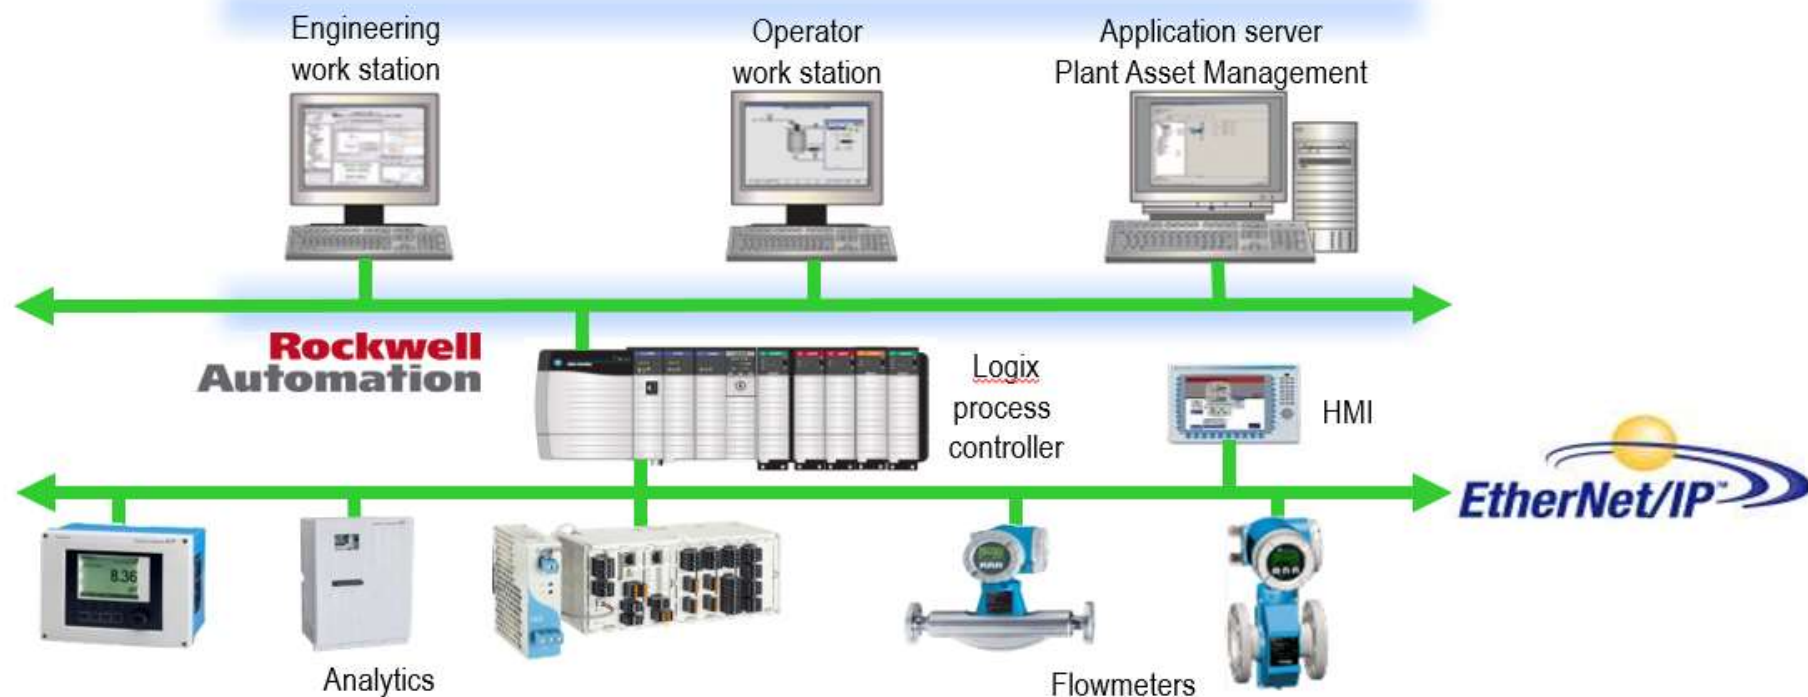 Engineering
work station
Operator
work station
Application server
Plant Asset Management
Rockwell
Automation
Logix
process
controller
HMI
EtherNet/IP™
8.36
Analytics
Flowmeters